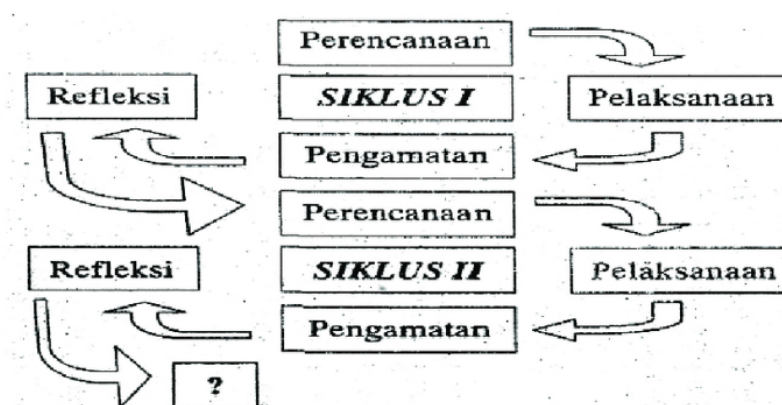 Perencanaan
Refleksi
SIKLUS I
Pelaksanaan
Pengamatan
Perencanaan
Refleksi
SIKLUS II
Pelaksanaan
Pengamatan
?